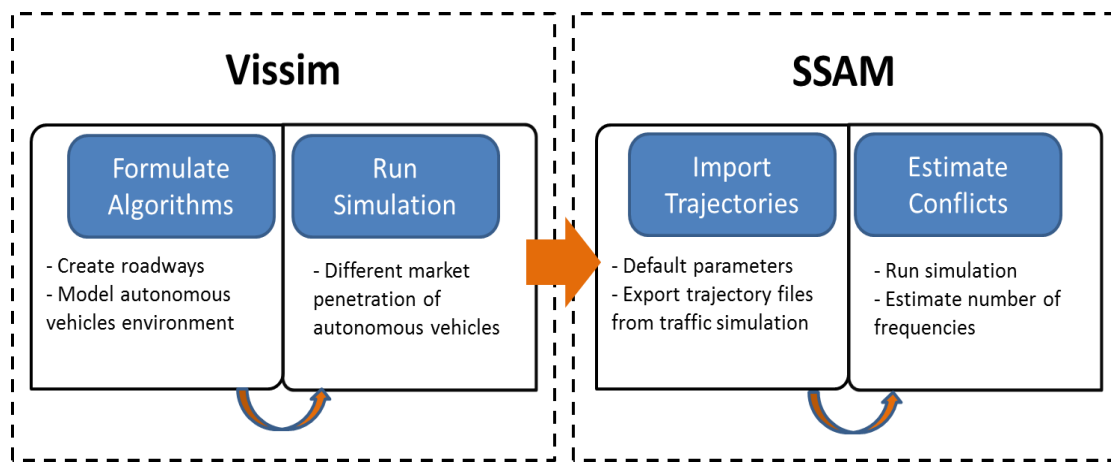 Vissim
Formulate
Algorithms
- Create roadways
- Model autonomous
vehicles environment
Run
Simulation
- Different market
penetration of
autonomous vehicles
SSAM
Import
Trajectories
- Default parameters
- Export trajectory files
from traffic simulation
Estimate
Conflicts
- Run simulation
- Estimate number of
frequencies